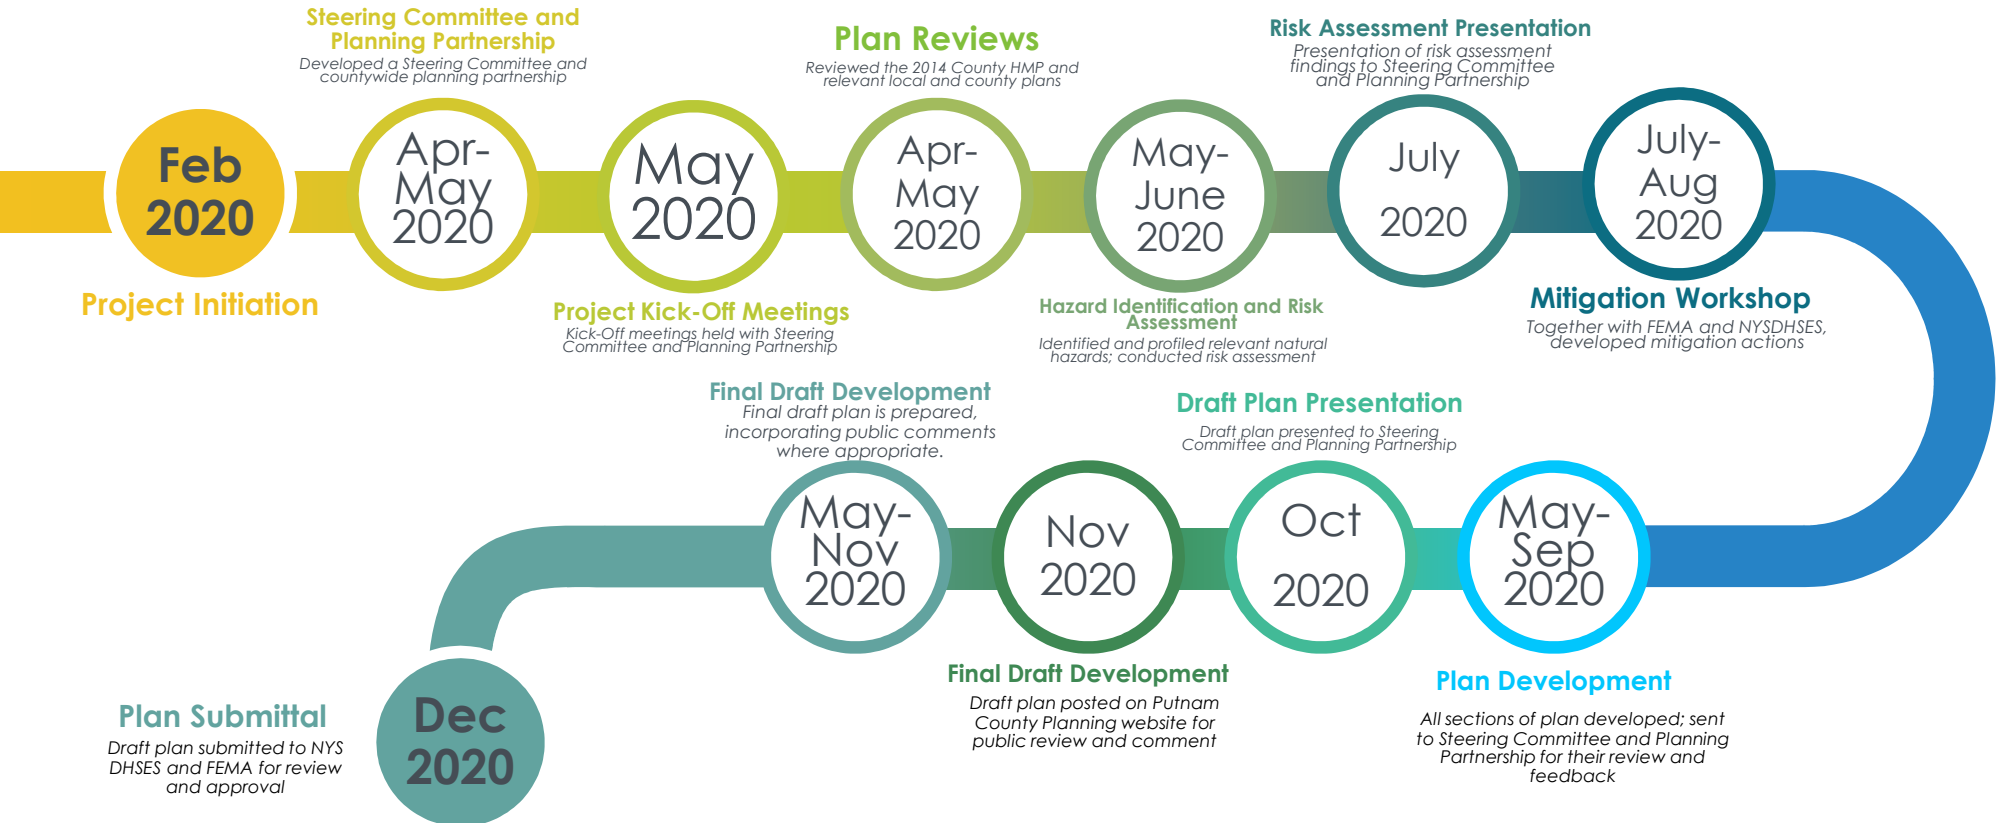 Feb
2020
Project Initiation
Steering Committee and
Planning Partnership
Developed a Steering Committee and
countywide planning partnership
Apr-
May
2020
May
2020
Project Kick-Off Meetings
Kick-Off meetings held with Steering
Committee and Planning Partnership
Plan Reviews
Reviewed the 2014 County HMP and
relevant local and county plans
Apr-
May
2020
May-
June
2020
Hazard Identification and Risk
Assessment
Identified and profiled relevant natural
hazards; conducted risk assessment
Risk Assessment Presentation
Presentation of risk assessment
findings to Steering Committee
and Planning Partnership
July
2020
July-
Aug
2020
Mitigation Workshop
Together with FEMA and NYSDHSES,
developed mitigation actions
May-
Sep
2020
Plan Development
All sections of plan developed; sent
to Steering Committee and Planning
Partnership for their review and
feedback
Draft Plan Presentation
Draft plan presented to Steering
Committee and Planning Partnership
Oct
2020
Nov
2020
Final Draft Development
Draft plan posted on Putnam
County Planning website for
public review and comment
Final Draft Development
Final draft plan is prepared,
incorporating public comments
where appropriate.
May-
Nov
2020
Dec
2020
Plan Submittal
Draft plan submitted to NYS
DHSES and FEMA for review
and approval